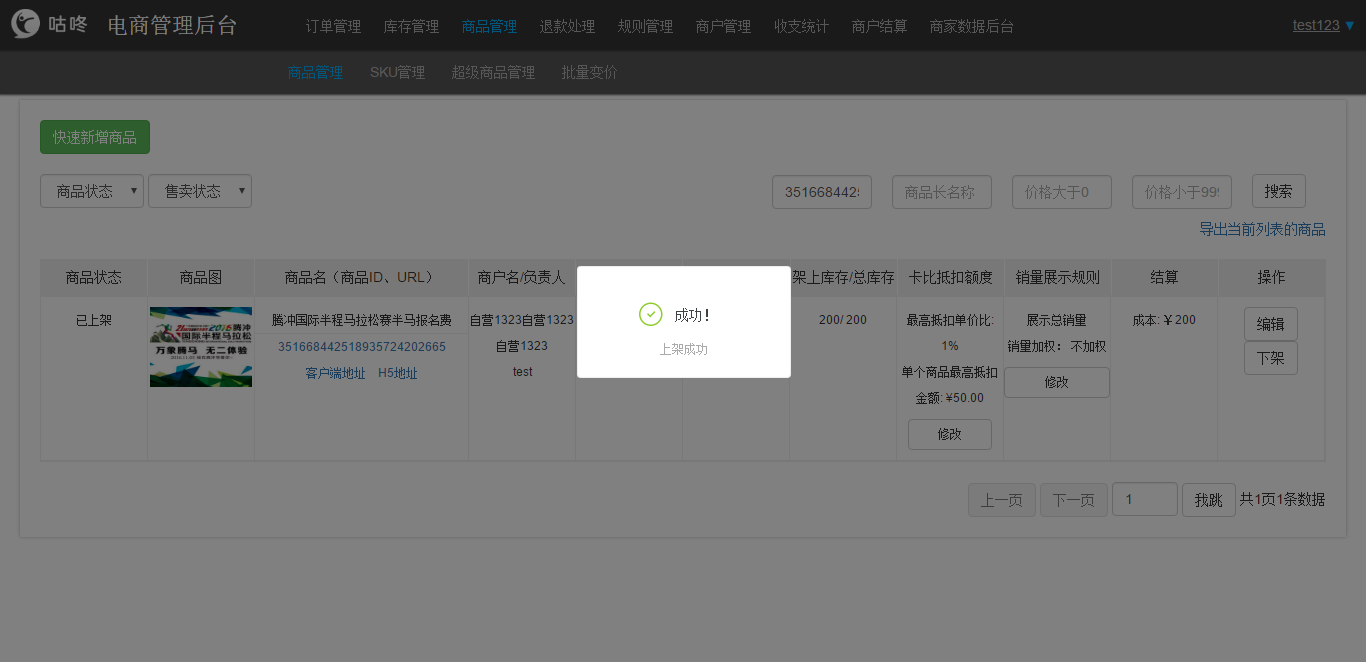 咕咚 电商管理后台 订单管理 库存管理 商品管理 退款处理 规则管理 商户管理 收支统计 商户结算 商家数据后台 test123
商品管理 SKU管理 超级商品管理 批量变价
快速新增商品
商品状态 售卖状态 3516684425 商品长名称 价格大于0 价格小于999 搜索
导出当前列表的商品
商品状态 商品图 商品名（商品ID、URL） 商户名/负责人 架上库存/总库存 卡比抵扣额度 销量展示规则 结算 操作
已上架 腾冲国际半程马拉松赛半马报名费 自营1323自营1323 200/ 200 最高抵扣单价比: 展示总销量 成本: ¥ 200 编辑
351668442518935724202665 自营1323 1% 销量加权： 不加权 下架
客户端地址 H5地址 test 单个商品最高抵扣 修改
金额: ¥50.00
修改
2016腾冲
国际半程马拉松
万象腾马 无二体验
成功！
上架成功
上一页 下一页 1 我跳 共1页1条数据